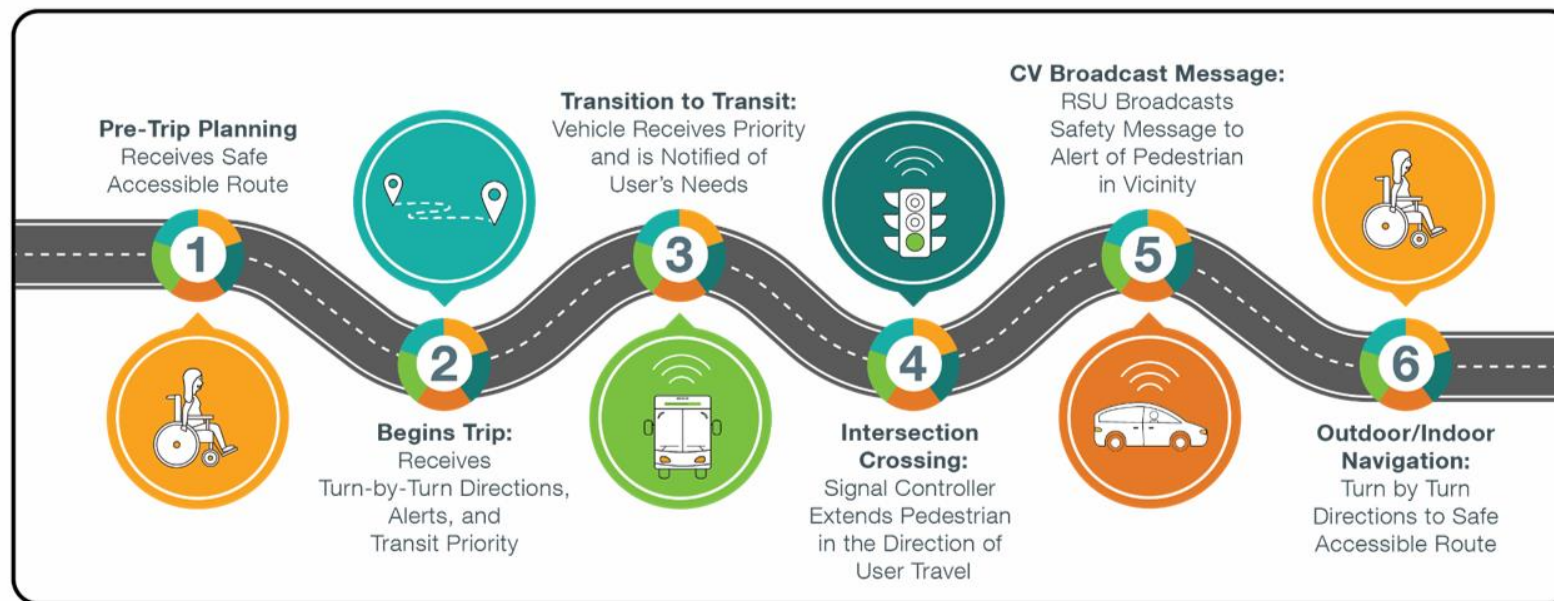 Pre-Trip Planning
Receives Safe
Accessible Route
1
2
Begins Trip:
Receives
Turn-by-Turn Directions,
Alerts, and
Transit Priority
Transition to Transit:
Vehicle Receives Priority
and is Notified of
User's Needs
3
4
Intersection
Crossing:
Signal Controller
Extends Pedestrian
in the Direction of
User Travel
CV Broadcast Message:
RSU Broadcasts
Safety Message to
Alert of Pedestrian
in Vicinity
5
6
Outdoor/Indoor
Navigation:
Turn by Turn
Directions to Safe
Accessible Route